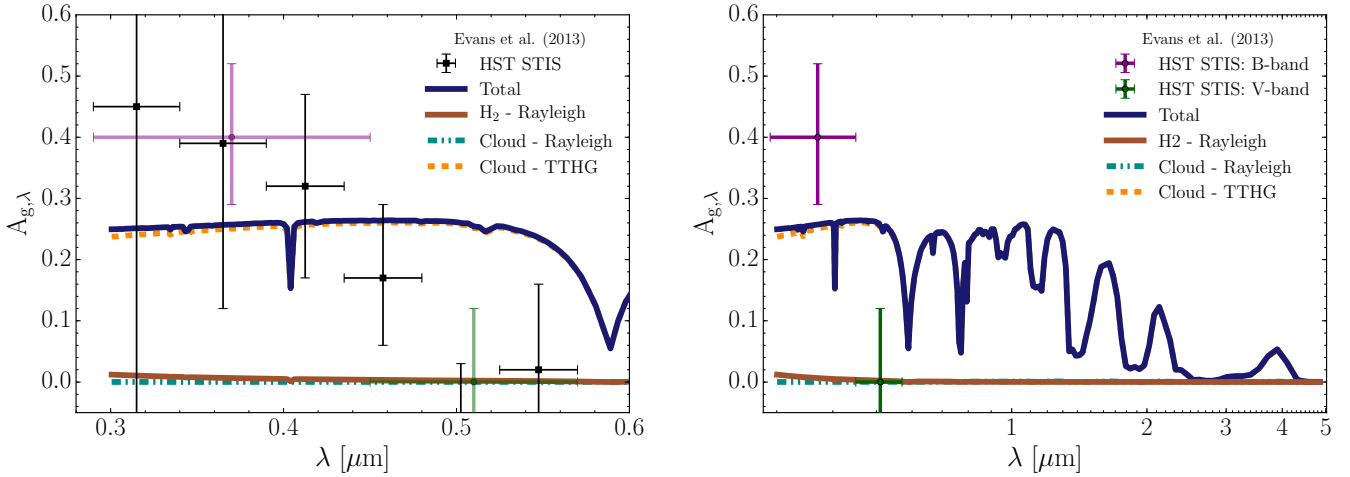 0.6
0.5
0.4
0.3
0.2
0.1
0.0
A_{g,λ}
0.3
0.4
0.5
0.6
λ [μm]
Evans et al. (2013)
HST STIS
Total
H₂ - Rayleigh
Cloud - Rayleigh
Cloud - TTHG
0.6
0.5
0.4
0.3
0.2
0.1
0.0
A_{g,λ}
1
2
3
4
5
λ [μm]
Evans et al. (2013)
HST STIS: B-band
HST STIS: V-band
Total
H2 - Rayleigh
Cloud - Rayleigh
Cloud - TTHG